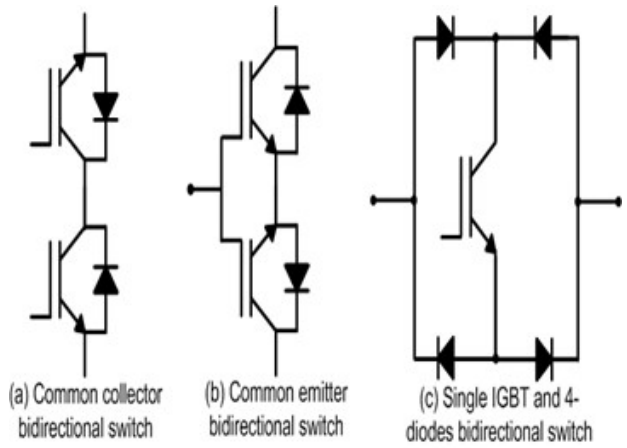 (a) Common collector
bidirectional switch
(b) Common emitter
bidirectional switch
(c) Single IGBT and 4-
diodes bidirectional switch